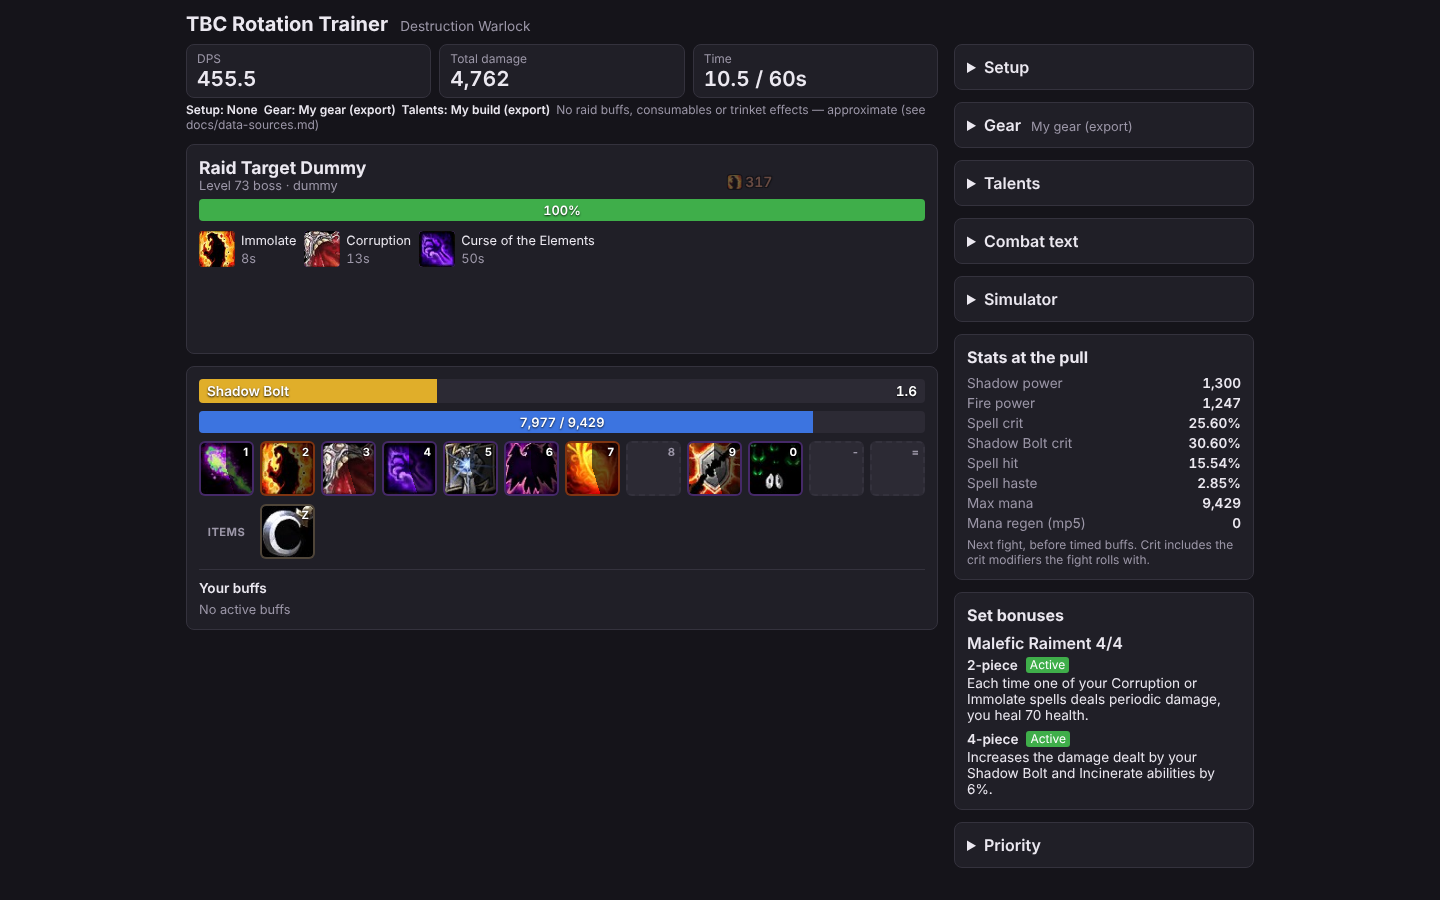 TBC Rotation Trainer Destruction Warlock
DPS
455.5
Total damage
4,762
Time
10.5 / 60s
Setup: None Gear: My gear (export) Talents: My build (export) No raid buffs, consumables or trinket effects — approximate (see
docs/data-sources.md)
Raid Target Dummy
Level 73 boss · dummy
317
100%
Immolate
8s
Corruption
13s
Curse of the Elements
50s
Shadow Bolt 1.6
7,977 / 9,429
1 2 3 4 5 6 7 8 9 0 - =
ITEMS Z
Your buffs
No active buffs
Setup
Gear My gear (export)
Talents
Combat text
Simulator
Stats at the pull
Shadow power 1,300
Fire power 1,247
Spell crit 25.60%
Shadow Bolt crit 30.60%
Spell hit 15.54%
Spell haste 2.85%
Max mana 9,429
Mana regen (mp5) 0
Next fight, before timed buffs. Crit includes the
crit modifiers the fight rolls with.
Set bonuses
Malefic Raiment 4/4
2-piece Active
Each time one of your Corruption or
Immolate spells deals periodic damage,
you heal 70 health.
4-piece Active
Increases the damage dealt by your
Shadow Bolt and Incinerate abilities by
6%.
Priority